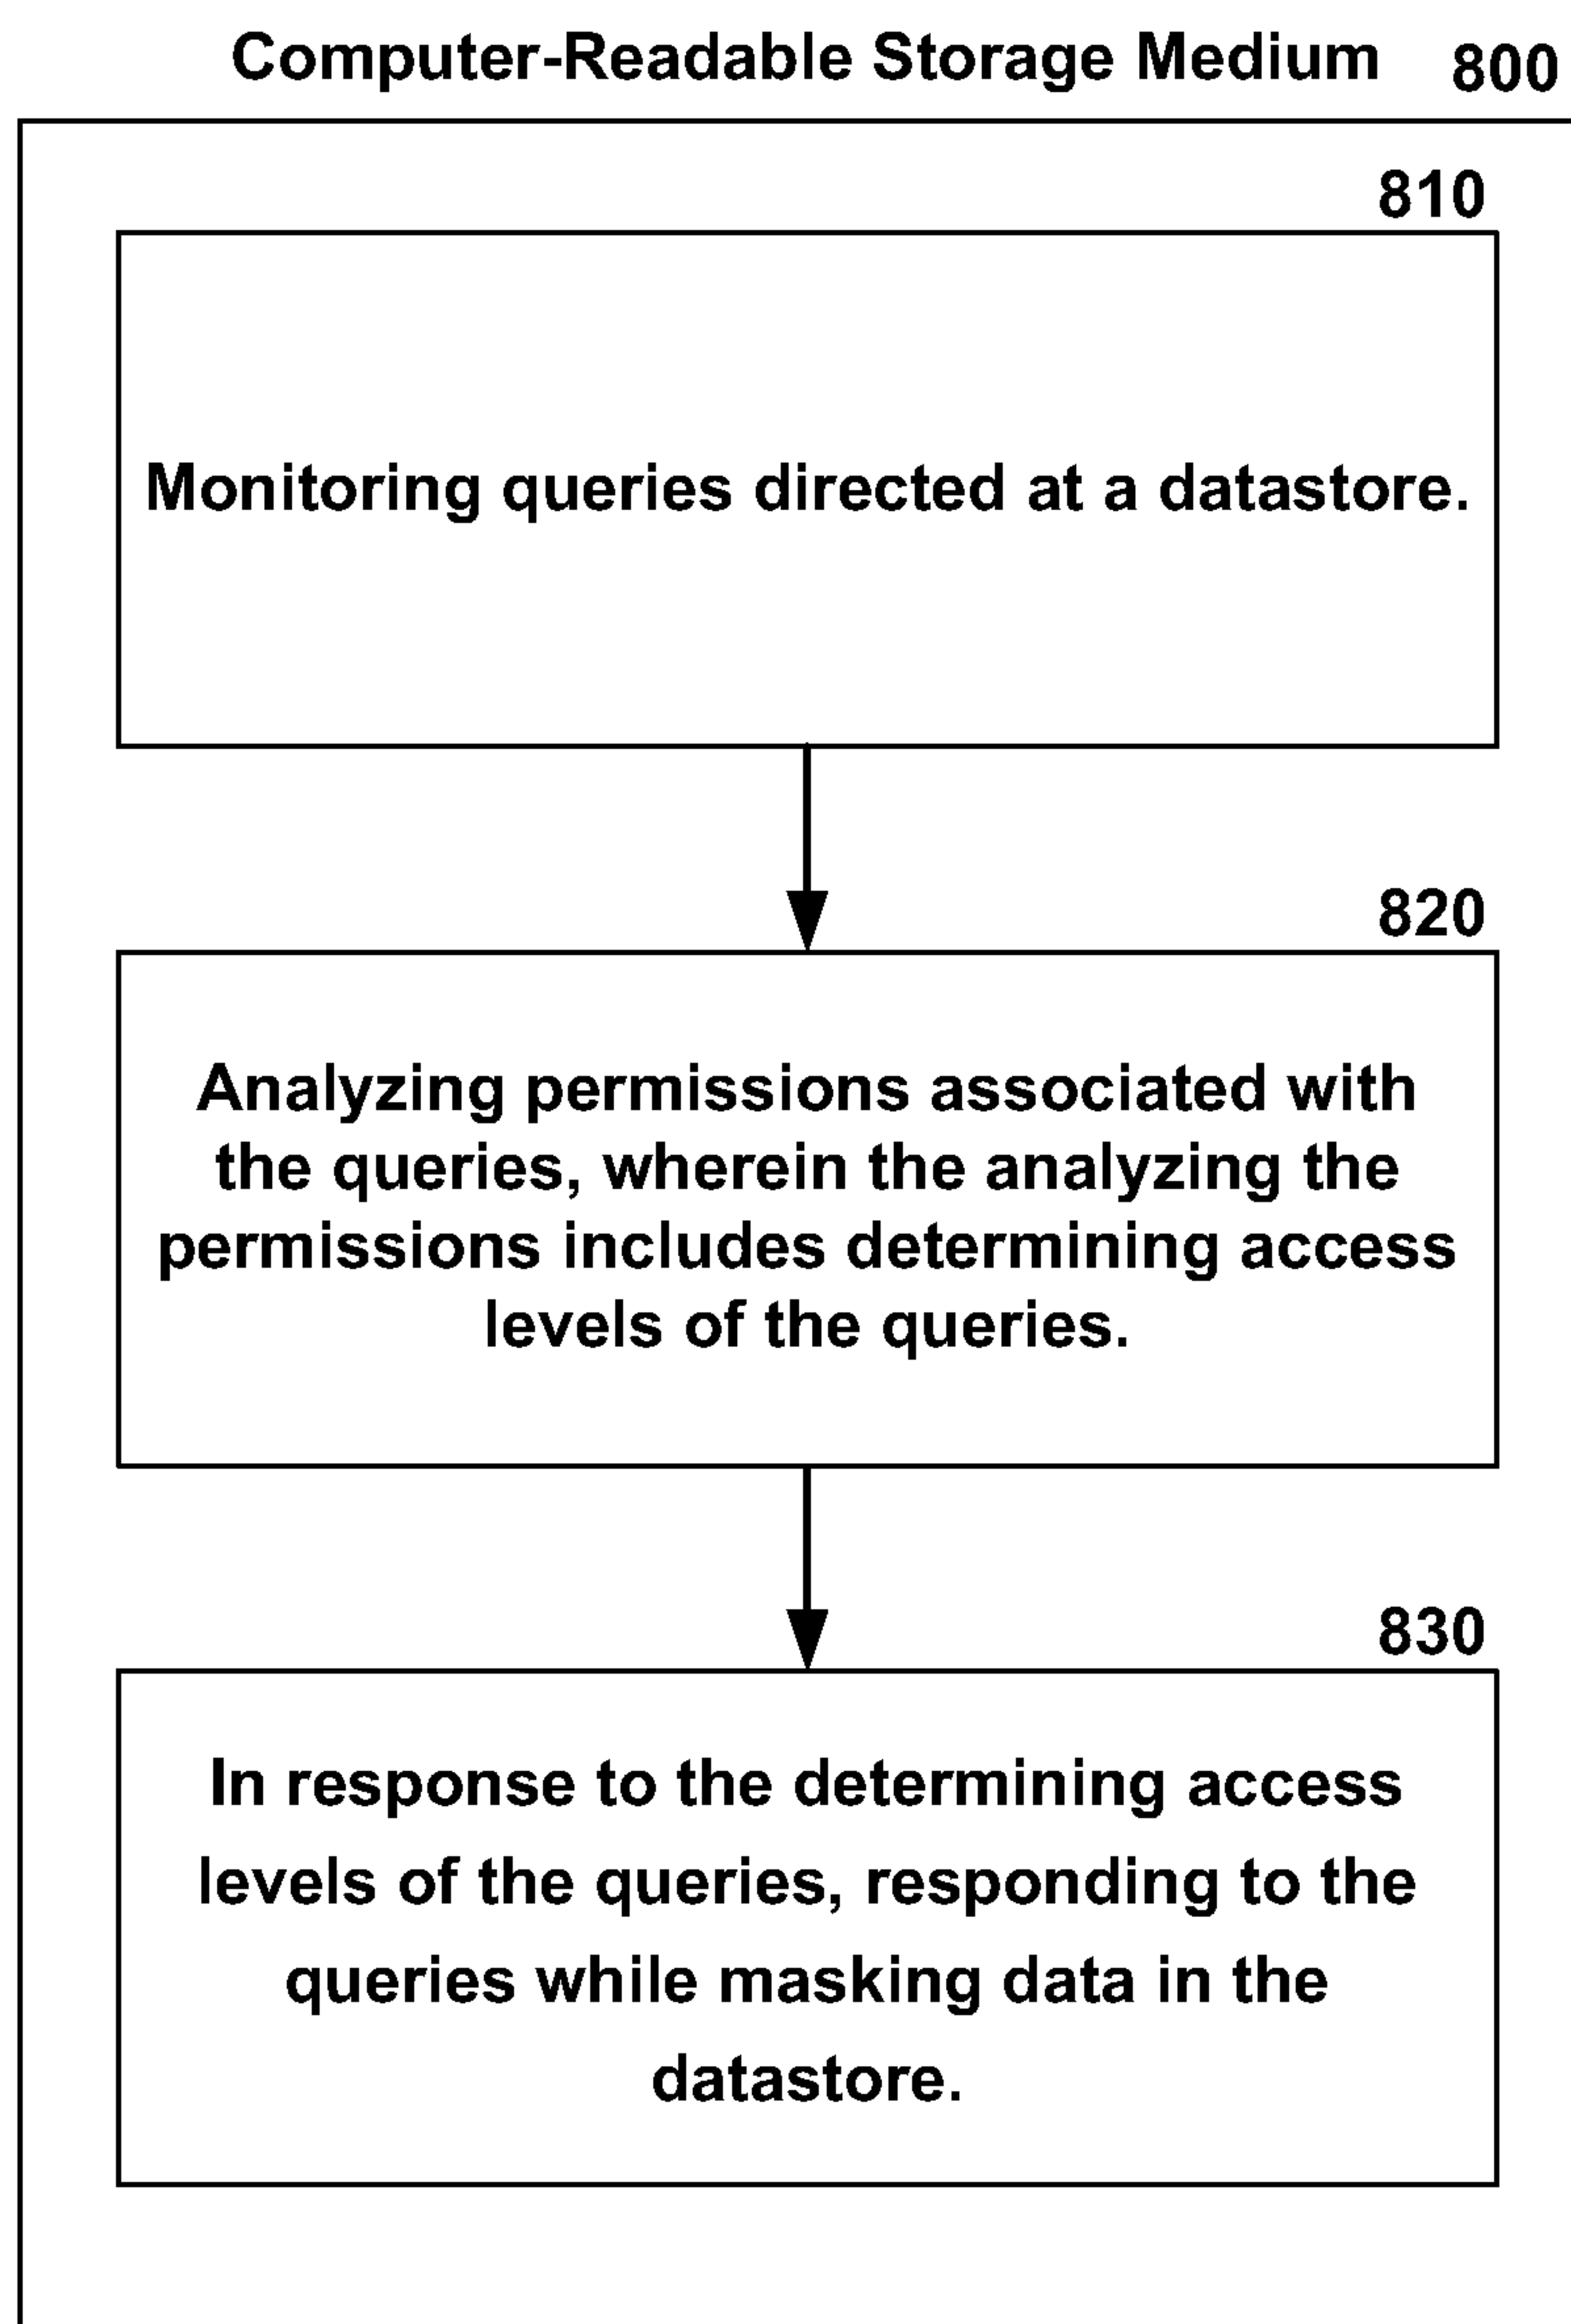 Computer-Readable Storage Medium 800
810
Monitoring queries directed at a datastore.
820
Analyzing permissions associated with
the queries, wherein the analyzing the
permissions includes determining access
levels of the queries.
830
In response to the determining access
levels of the queries, responding to the
queries while masking data in the
datastore.